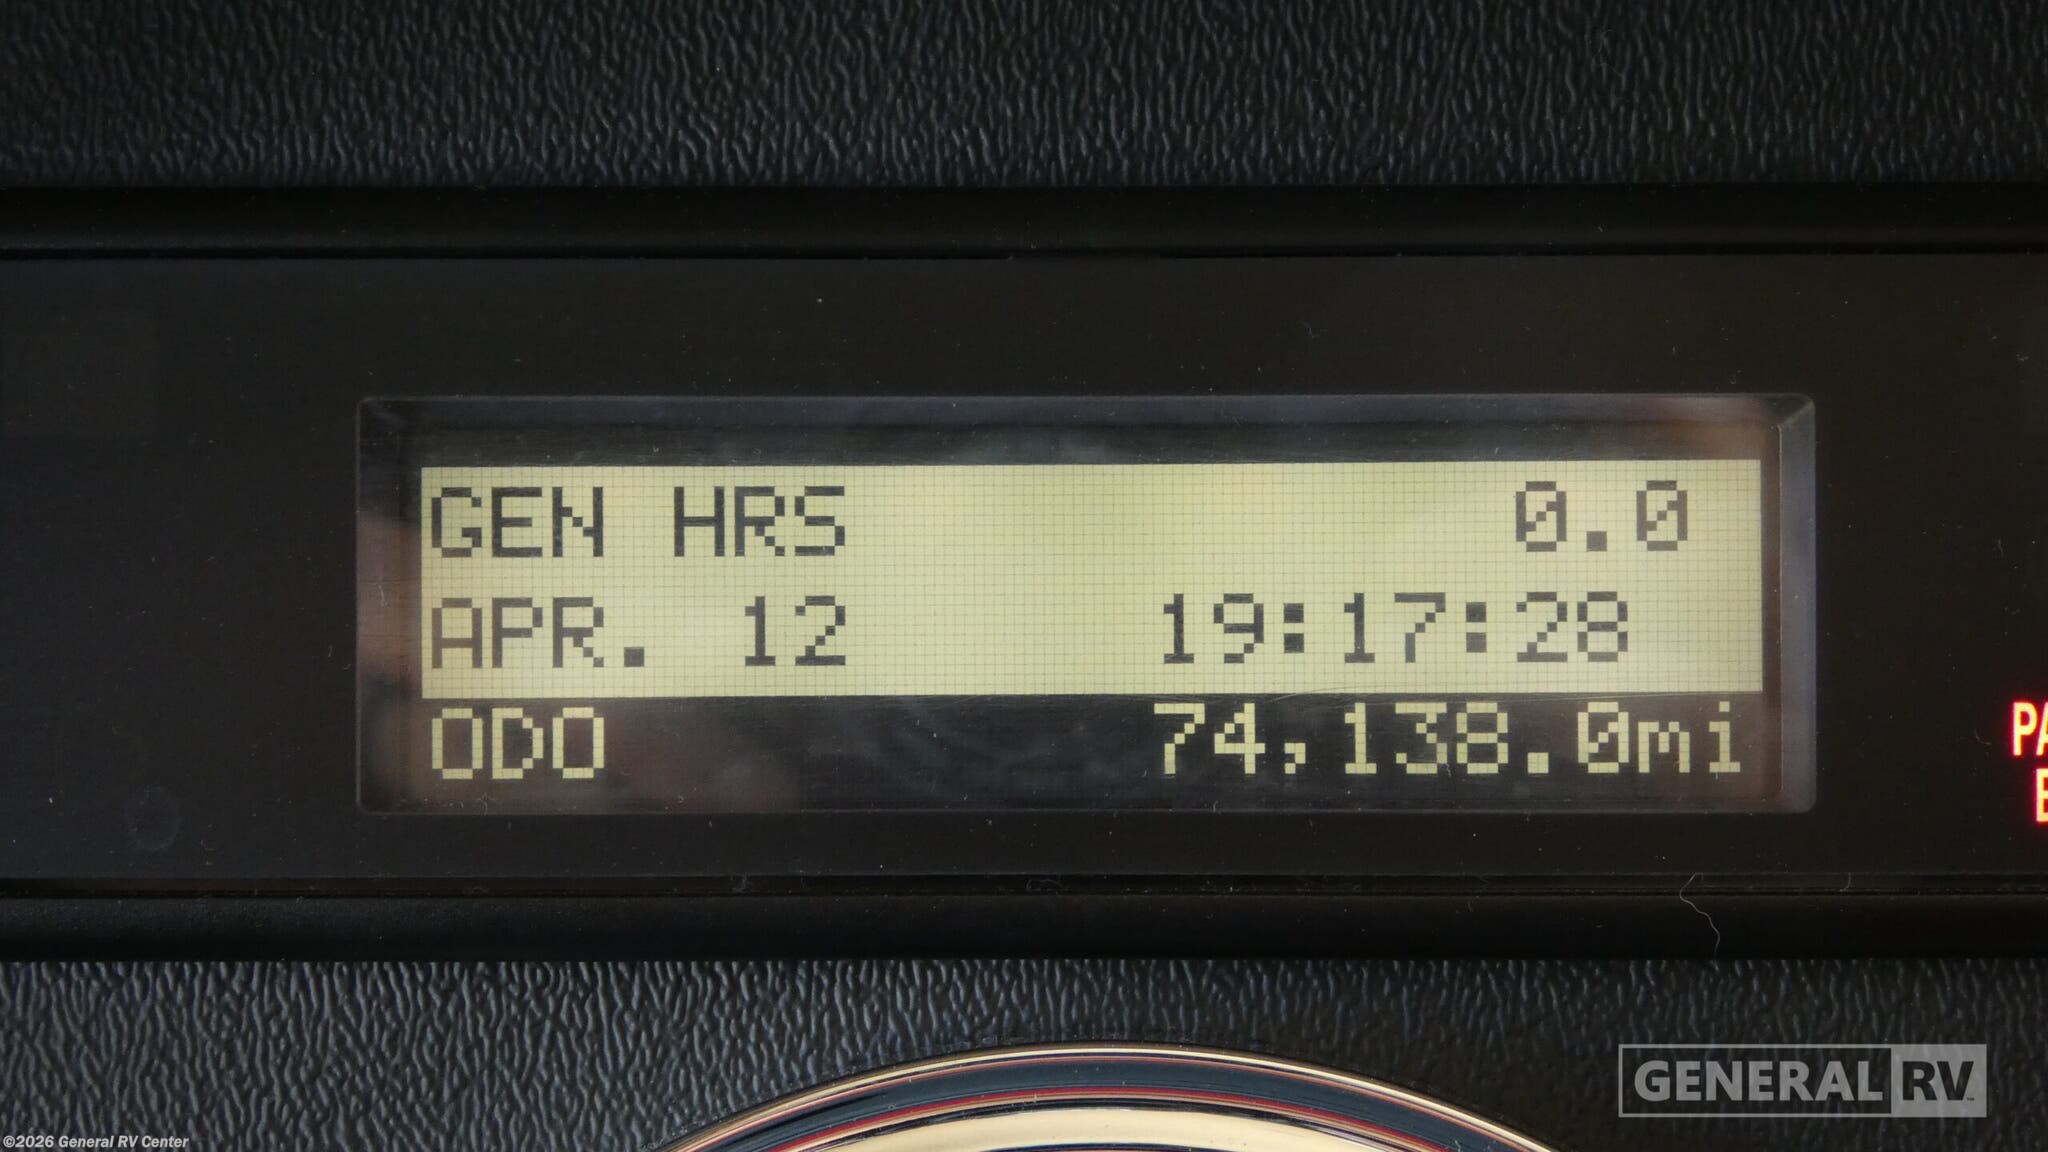 GEN HRS 0.0
APR. 12 19:17:28
ODO 74,138.0mi
GENERAL RV
©2026 General RV Center